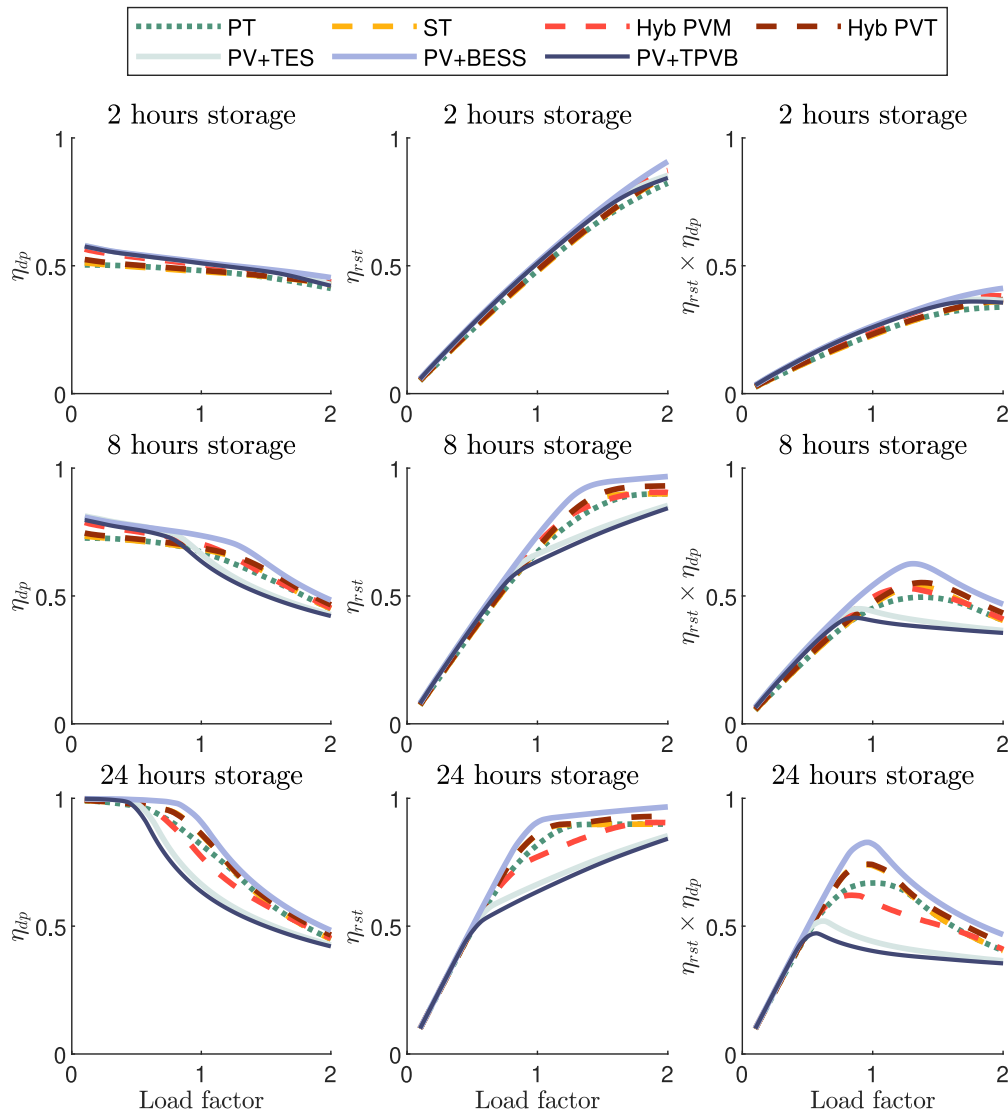 PT ST Hyb PVM Hyb PVT
PV+TES PV+BESS PV+TPVB
2 hours storage 2 hours storage 2 hours storage
1 1 1
η_dp 0.5 η_rst 0.5 η_rst × η_dp 0.5
0 0 0
0 1 2 0 1 2 0 1 2
8 hours storage 8 hours storage 8 hours storage
1 1 1
η_dp 0.5 η_rst 0.5 η_rst × η_dp 0.5
0 0 0
0 1 2 0 1 2 0 1 2
24 hours storage 24 hours storage 24 hours storage
1 1 1
η_dp 0.5 η_rst 0.5 η_rst × η_dp 0.5
0 0 0
0 1 2 0 1 2 0 1 2
Load factor Load factor Load factor